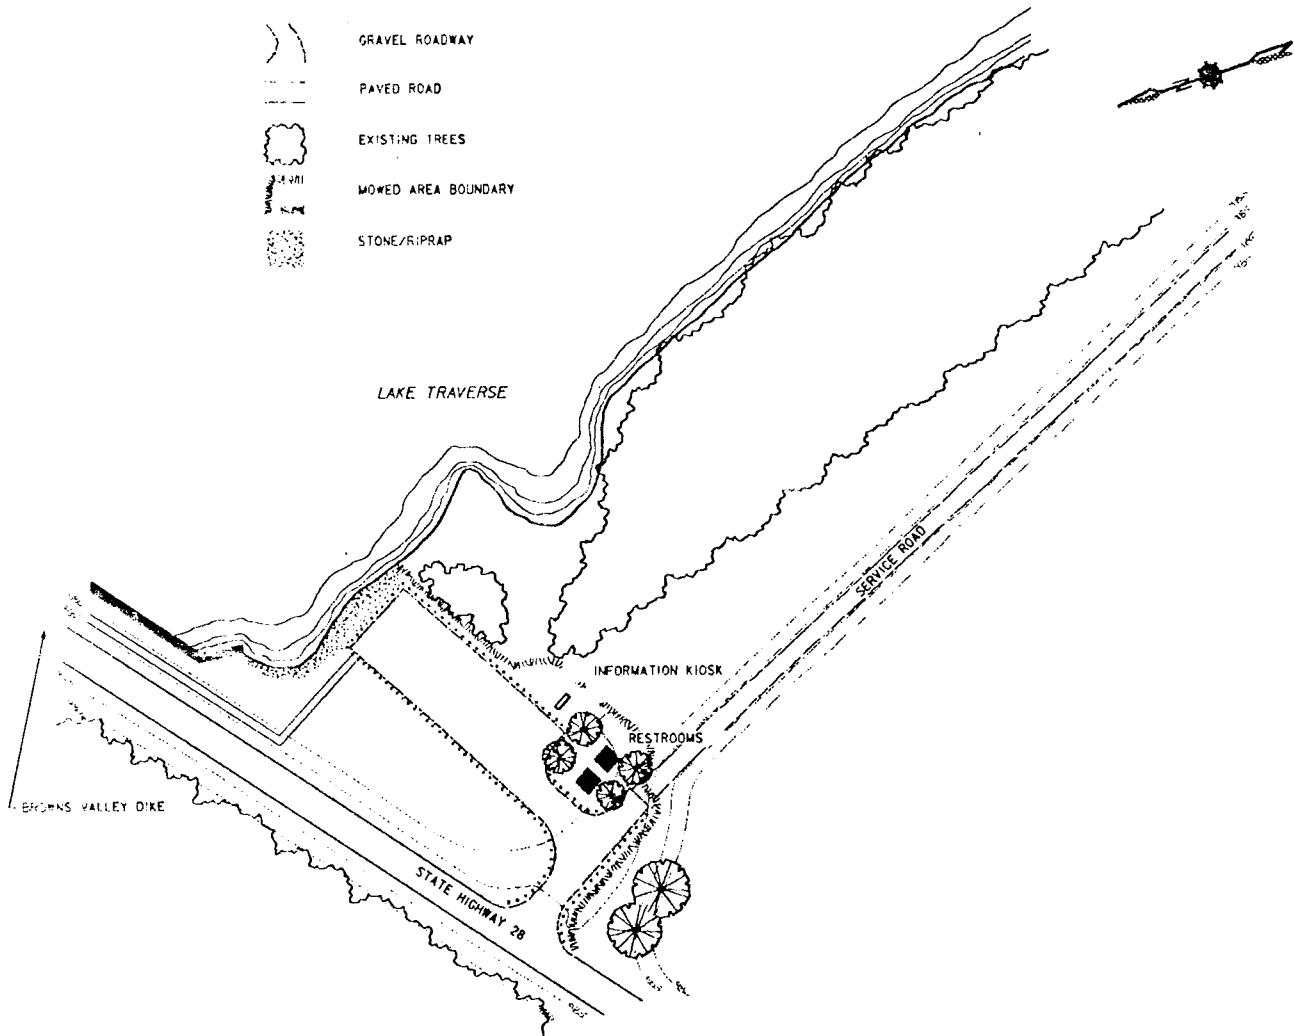 GRAVEL ROADWAY
PAVED ROAD
EXISTING TREES
MOWED AREA BOUNDARY
STONE/RIPRAP
LAKE TRAVERSE
SERVICE ROAD
INFORMATION KIOSK
RESTROOMS
BROWNS VALLEY DIKE
STATE HIGHWAY 28